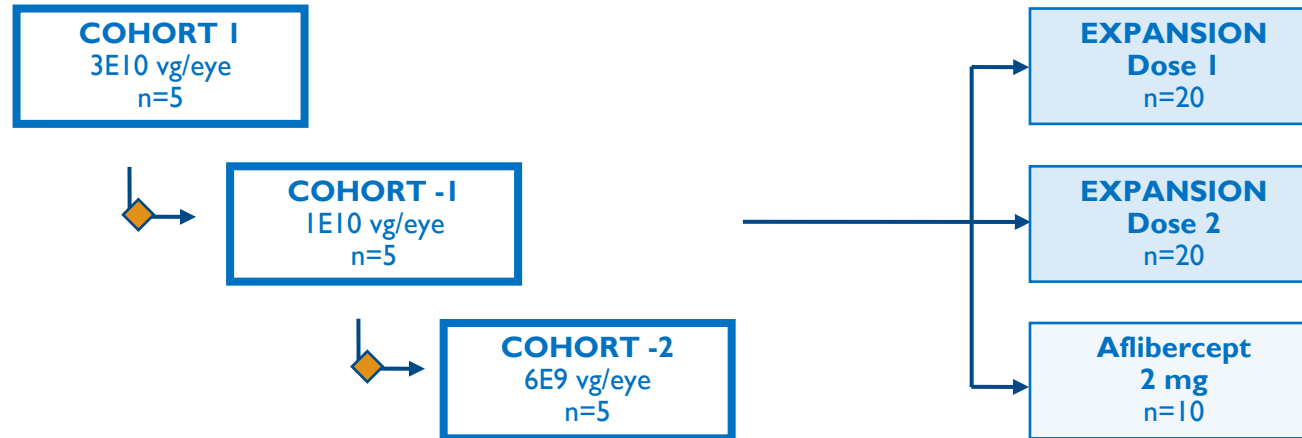 COHORT 1
3E10 vg/eye
n=5
COHORT -1
1E10 vg/eye
n=5
COHORT -2
6E9 vg/eye
n=5
EXPANSION
Dose 1
n=20
EXPANSION
Dose 2
n=20
Aflibercept
2 mg
n=10